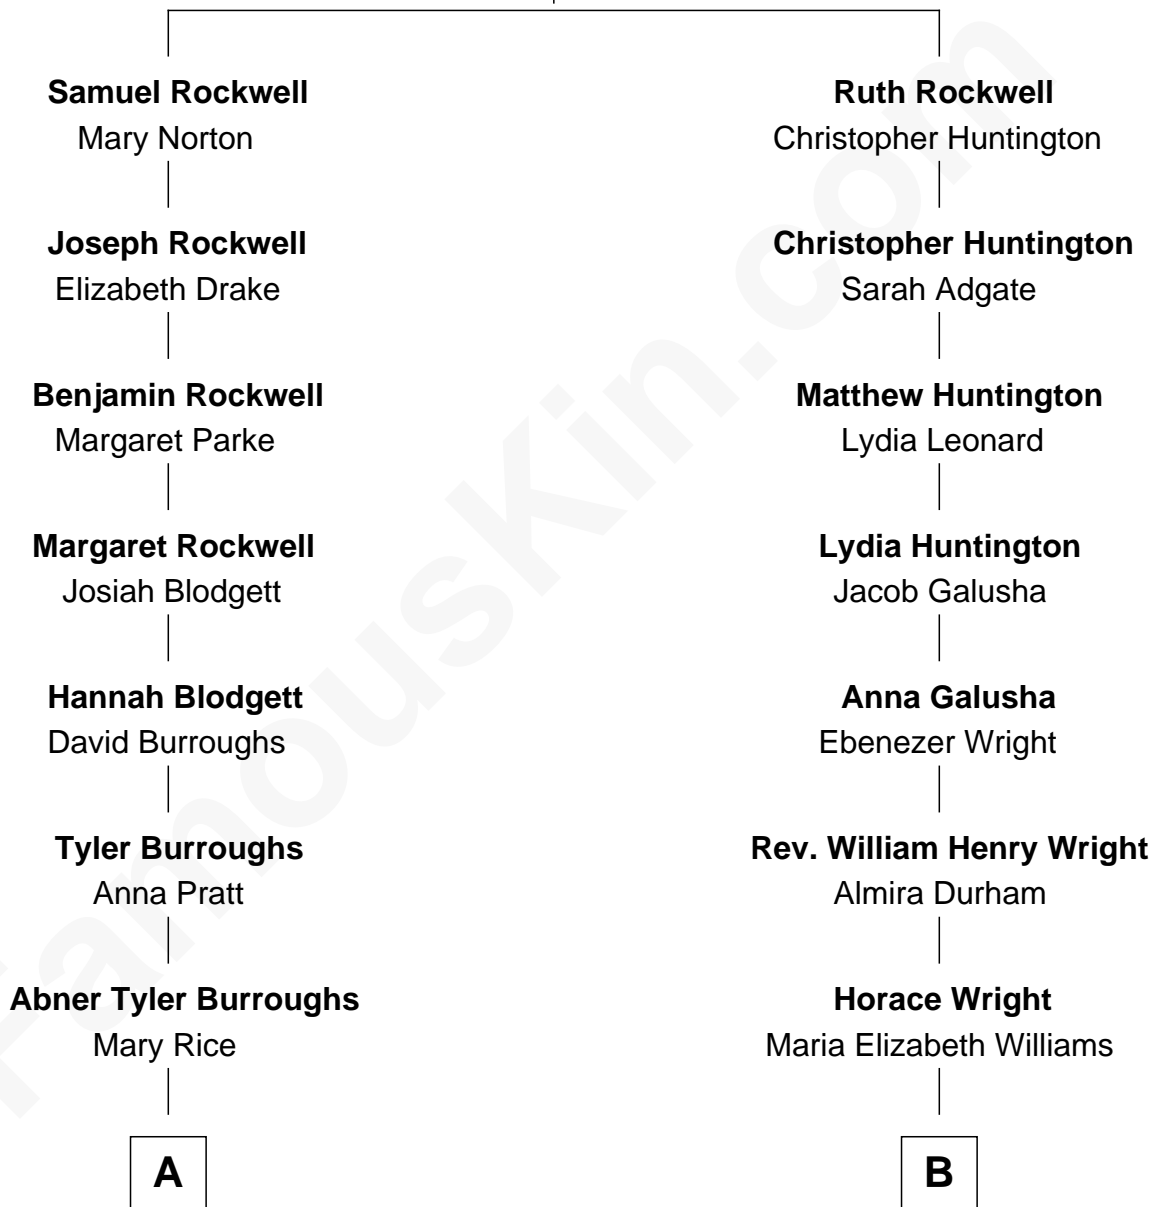 Samuel Rockwell
Mary Norton
Joseph Rockwell
Elizabeth Drake
Benjamin Rockwell
Margaret Parke
Margaret Rockwell
Josiah Blodgett
Hannah Blodgett
David Burroughs
Tyler Burroughs
Anna Pratt
Abner Tyler Burroughs
Mary Rice
A
Ruth Rockwell
Christopher Huntington
Christopher Huntington
Sarah Adgate
Matthew Huntington
Lydia Leonard
Lydia Huntington
Jacob Galusha
Anna Galusha
Ebenezer Wright
Rev. William Henry Wright
Almira Durham
Horace Wright
Maria Elizabeth Williams
B
FamousKin.com